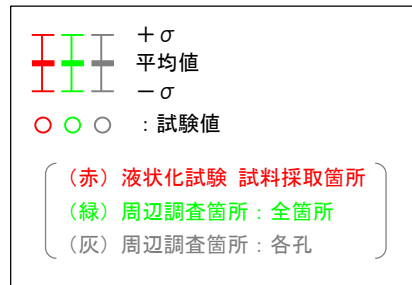 ＋σ
平均値
－σ
：試験値
（赤）液状化試験 試料採取箇所
（緑）周辺調査箇所：全箇所
（灰）周辺調査箇所：各孔